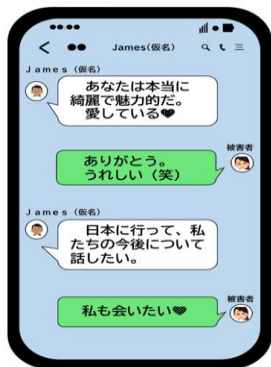 James(仮名)
James(仮名)
あなたは本当に
綺麗で魅力的だ。
愛している♥
被害者
ありがとう。
うれしい（笑）
James(仮名)
日本に行って、私
たちの今後について
話したい。
被害者
私も会いたい♥